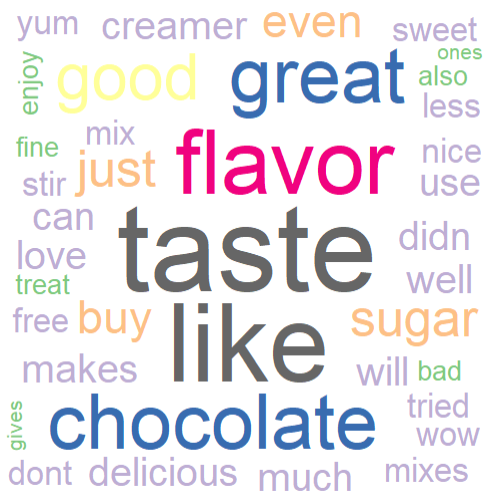 yum creamer even sweet
enjoy good great ones
also
less
fine mix just flavor nice
stir use
can taste didn
love well
treat
free buy like sugar
makes will bad
gives chocolate tried
wow
dont delicious much mixes